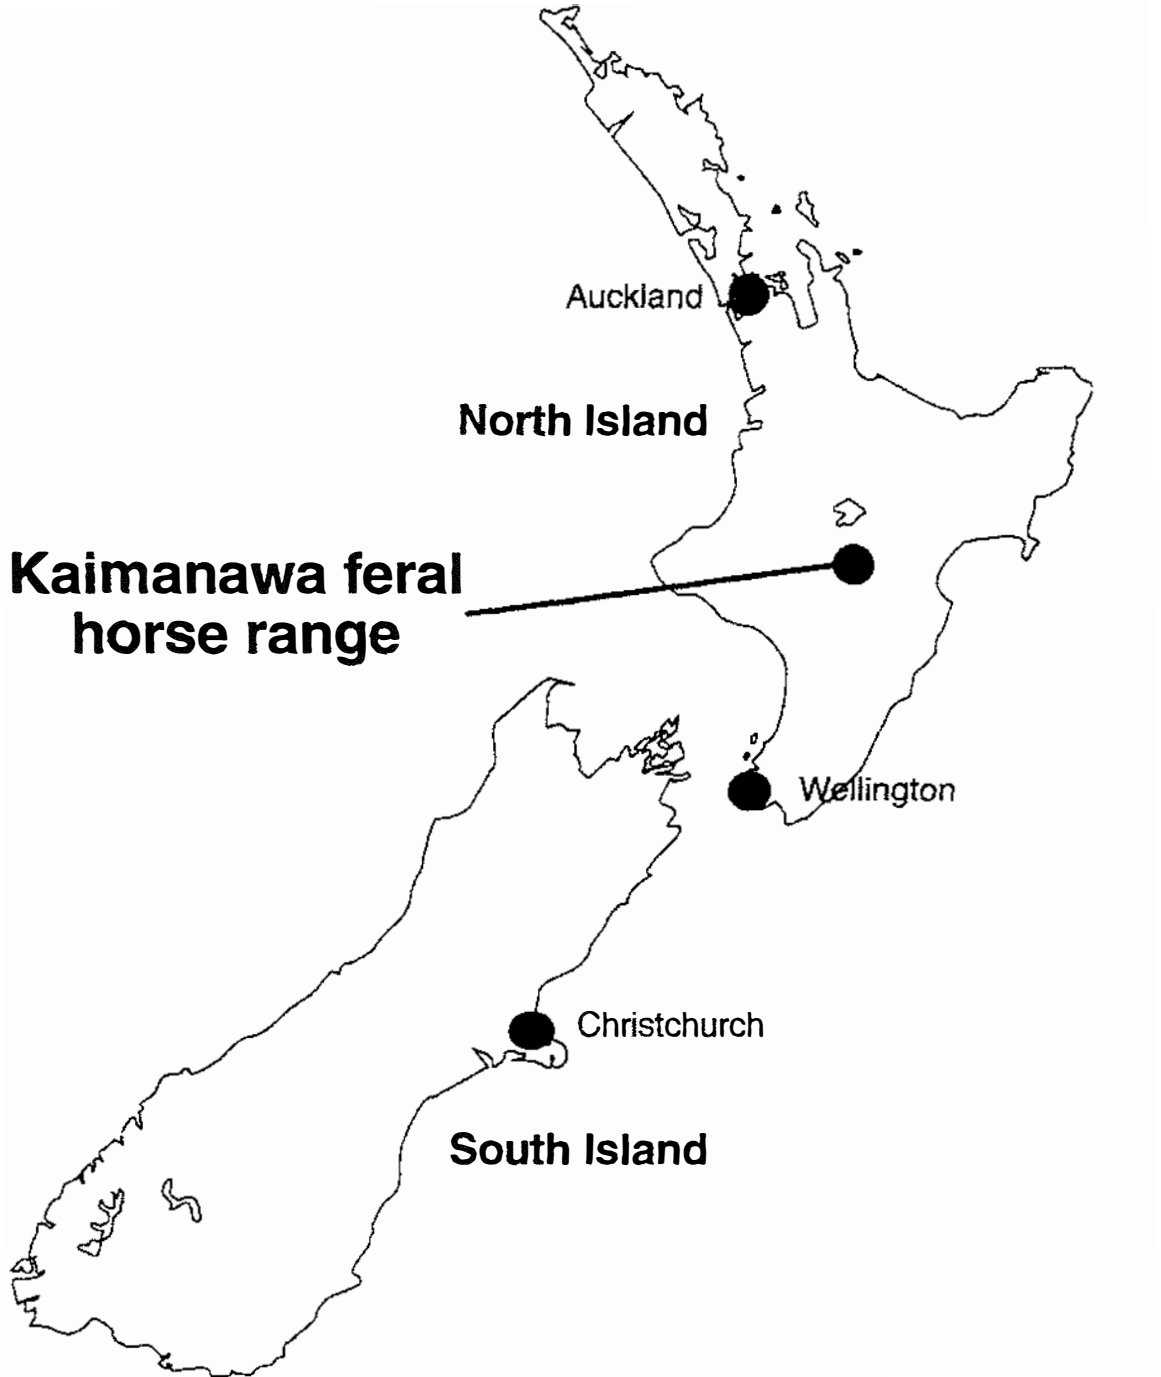 Auckland
North Island
Kaimanawa feral
horse range
Wellington
Christchurch
South Island